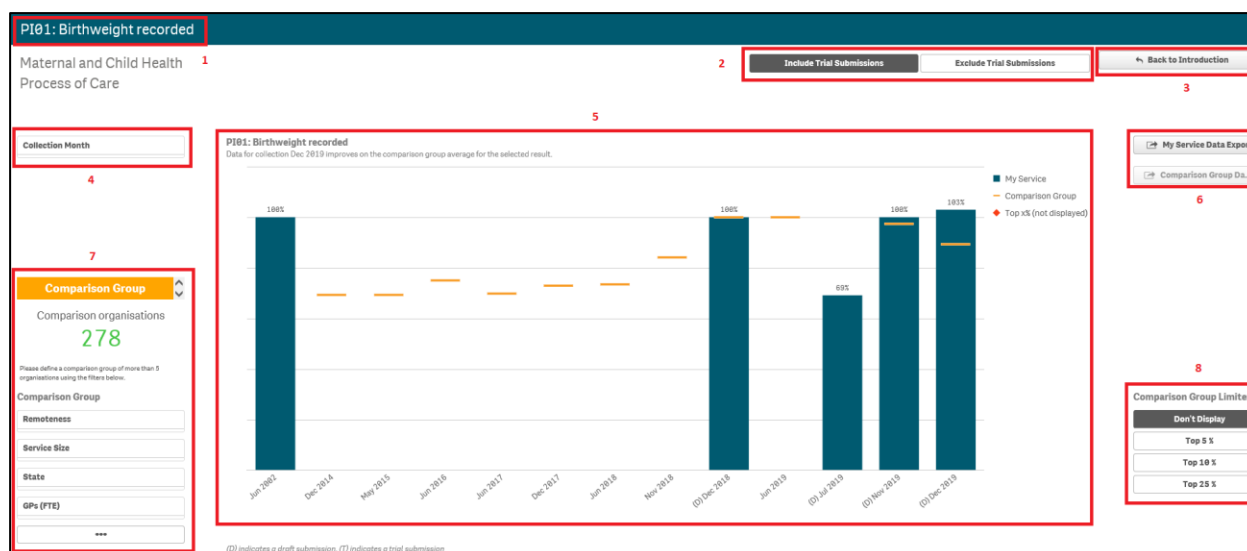 PI01: Birthweight recorded
1
Maternal and Child Health
Process of Care
2
Include Trial Submissions
Exclude Trial Submissions
Back to Introduction
3
Collection Month
4
5
PI01: Birthweight recorded
Data for collection Dec 2019 improves on the comparison group average for the selected result.
My Service
Comparison Group
Top x% (not displayed)
100%
100%
69%
100%
103%
Jun 2002
Dec 2014
May 2015
Jun 2016
Jun 2017
Dec 2017
Jun 2018
Nov 2018
(D) Dec 2018
Jun 2019
(D) Jul 2019
(D) Nov 2019
(D) Dec 2019
(D) indicates a draft submission, (T) indicates a trial submission
My Service Data Expor
Comparison Group Da...
6
7
Comparison Group
Comparison organisations
278
Please define a comparison group of more than 5
organisations using the filters below.
Comparison Group
Remoteness
Service Size
State
GPs (FTE)
8
Comparison Group Limite
Don't Display
Top 5 %
Top 10 %
Top 25 %